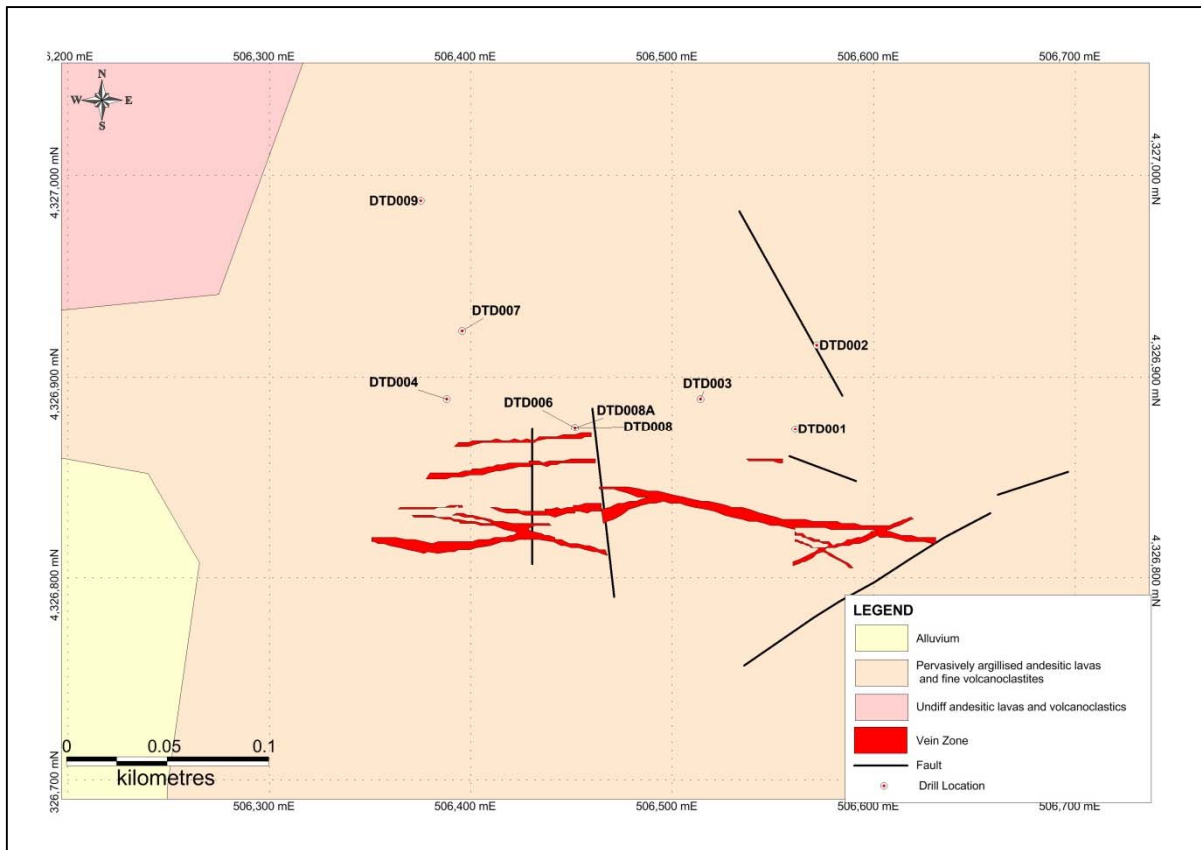 :,200 mE 506,300 mE 506,400 mE 506,500 mE 506,600 mE 506,700 mE
N
W E
S
4,327,000 mN 4,327,000 mN
DTD009
DTD007
DTD002
4,326,900 mN 4,326,900 mN
DTD004 DTD003
DTD006 DTD008A
DTD008 DTD001
4,326,800 mN 4,326,800 mN
LEGEND
Alluvium
Pervasively argillised andesitic lavas
and fine volcanoclastites
Undiff andesitic lavas and volcanoclastics
Vein Zone
Fault
Drill Location
0 0.05 0.1
kilometres
326,700 mN
506,300 mE 506,400 mE 506,500 mE 506,600 mE 506,700 mE